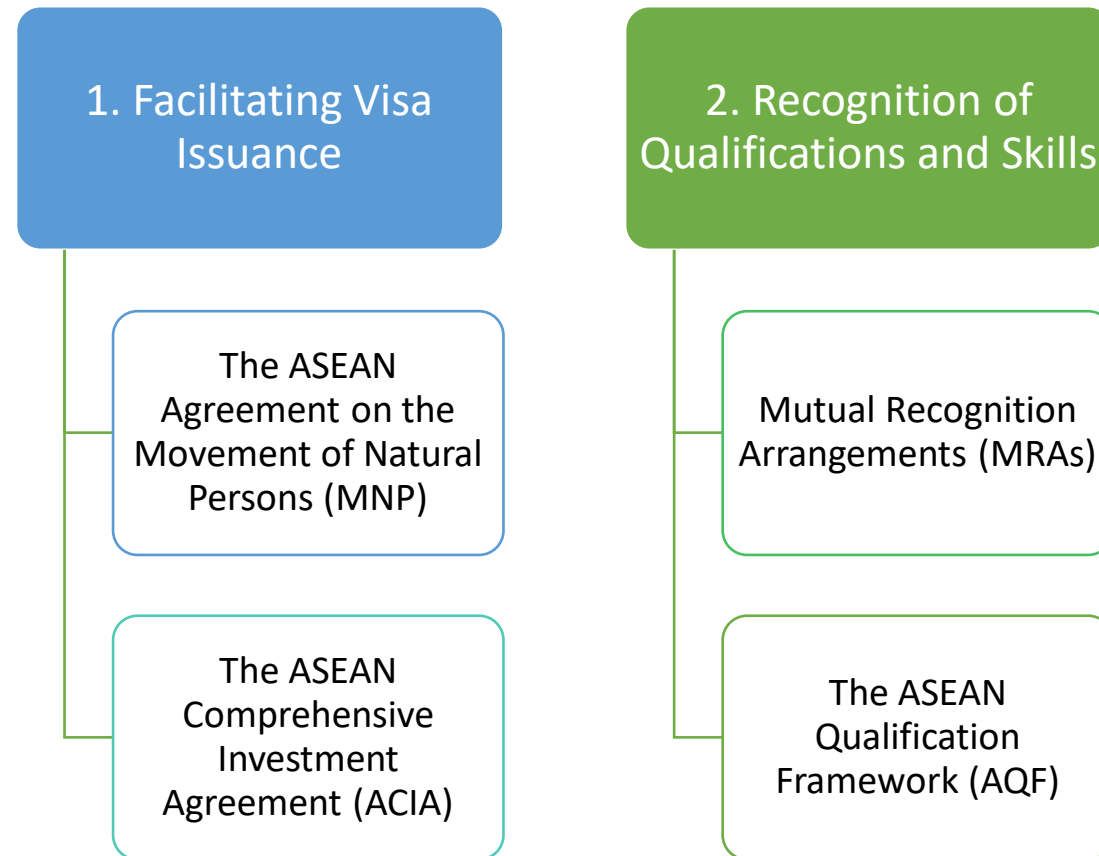 1. Facilitating Visa
Issuance
The ASEAN
Agreement on the
Movement of Natural
Persons (MNP)
The ASEAN
Comprehensive
Investment
Agreement (ACIA)
2. Recognition of
Qualifications and Skills
Mutual Recognition
Arrangements (MRAs)
The ASEAN
Qualification
Framework (AQF)